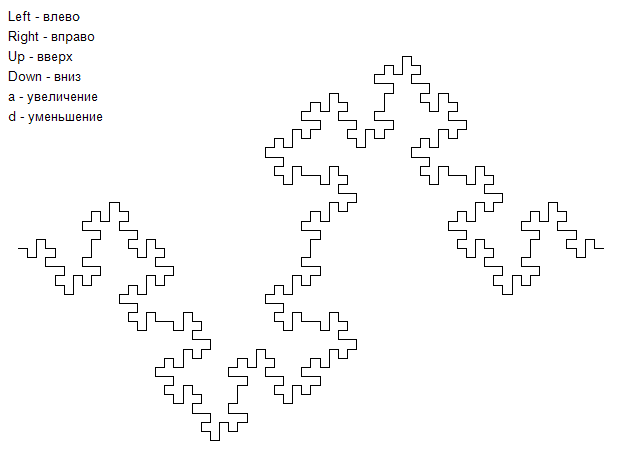 Left - влево
Right - вправо
Up - вверх
Down - вниз
a - увеличение
d - уменьшение